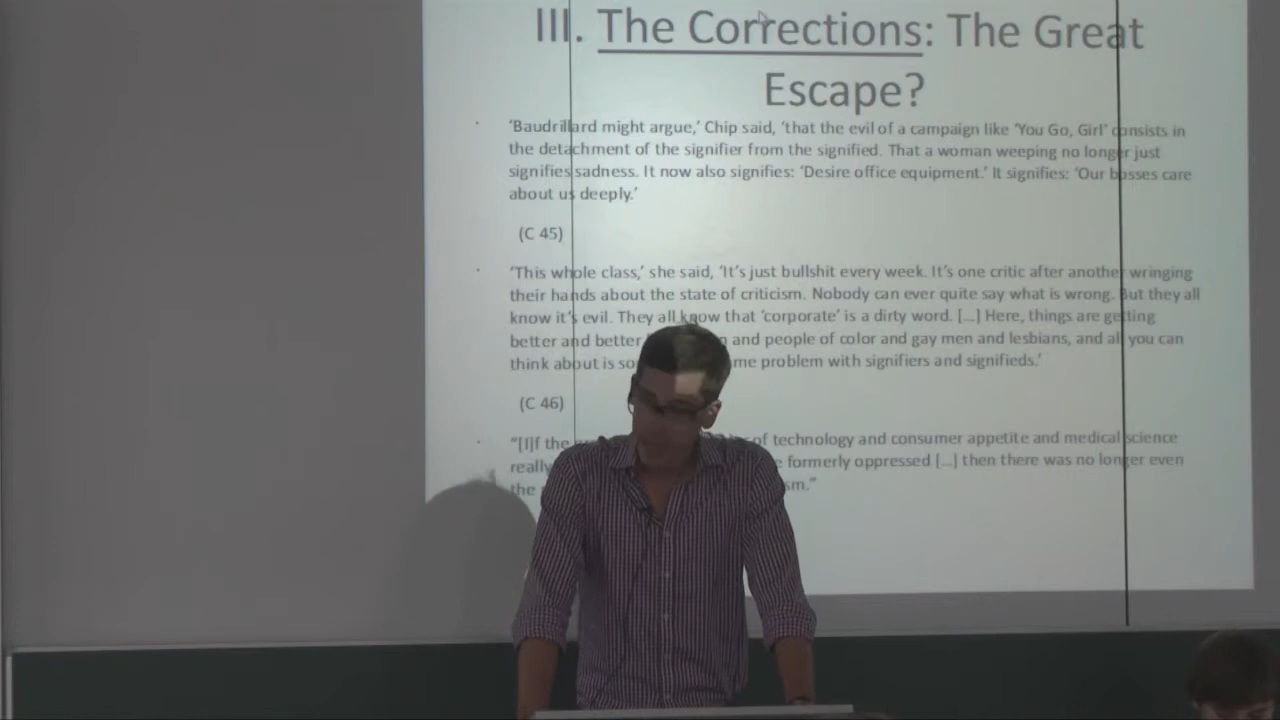 III. The Corrections: The Great
Escape?
'Baudrillard might argue,' Chip said, 'that the evil of a campaign like 'You Go, Girl' consists in
the detachment of the signifier from the signified. That a woman weeping no longer just
signifies sadness. It now also signifies: 'Desire office equipment.' It signifies: 'Our bosses care
about us deeply.'
(C 45)
'This whole class,' she said, 'It's just bullshit every week. It's one critic after another wringing
their hands about the state of criticism. Nobody can ever quite say what is wrong. But they all
know it's evil. They all know that 'corporate' is a dirty word. [...] Here, things are getting
better and better and people of color and gay men and lesbians, and all you can
think about is so me problem with signifiers and signifieds.'
(C 46)
"[I]f the of technology and consumer appetite and medical science
really formerly oppressed [...] then there was no longer even
the